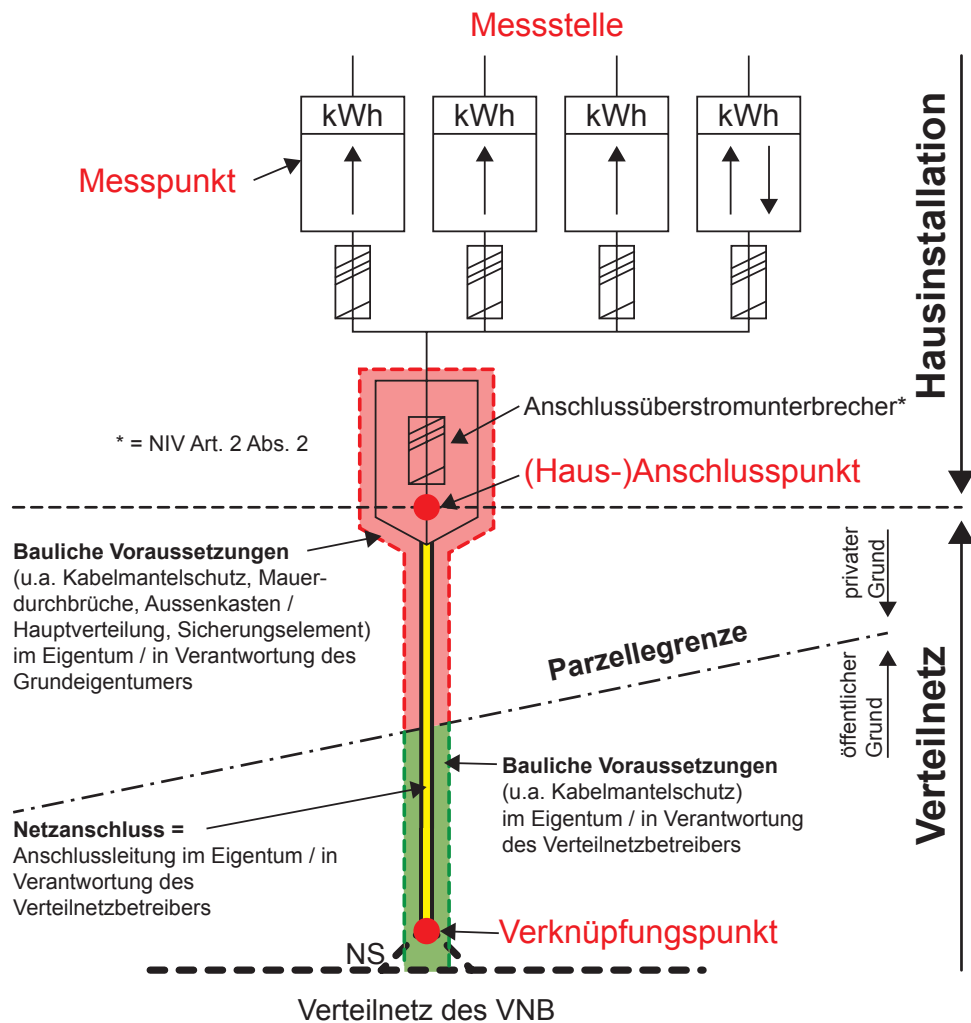 Messstelle
kWh
kWh
kWh
kWh
Messpunkt
Hausinstallation
Anschlussüberstromunterbrecher*
* = NIV Art. 2 Abs. 2
(Haus-)Anschlusspunkt
Bauliche Voraussetzungen
(u.a. Kabelmantelschutz, Mauer-
durchbrüche, Aussenkasten /
Hauptverteilung, Sicherungselement)
im Eigentum / in Verantwortung des
Grundeigentumers
privater
Grund
Parzellegrenze
öffentlicher
Grund
Verteilnetz
Bauliche Voraussetzungen
(u.a. Kabelmantelschutz)
im Eigentum / in Verantwortung
des Verteilnetzbetreibers
Netzanschluss =
Anschlussleitung im Eigentum / in
Verantwortung des
Verteilnetzbetreibers
Verknüpfungspunkt
NS
Verteilnetz des VNB